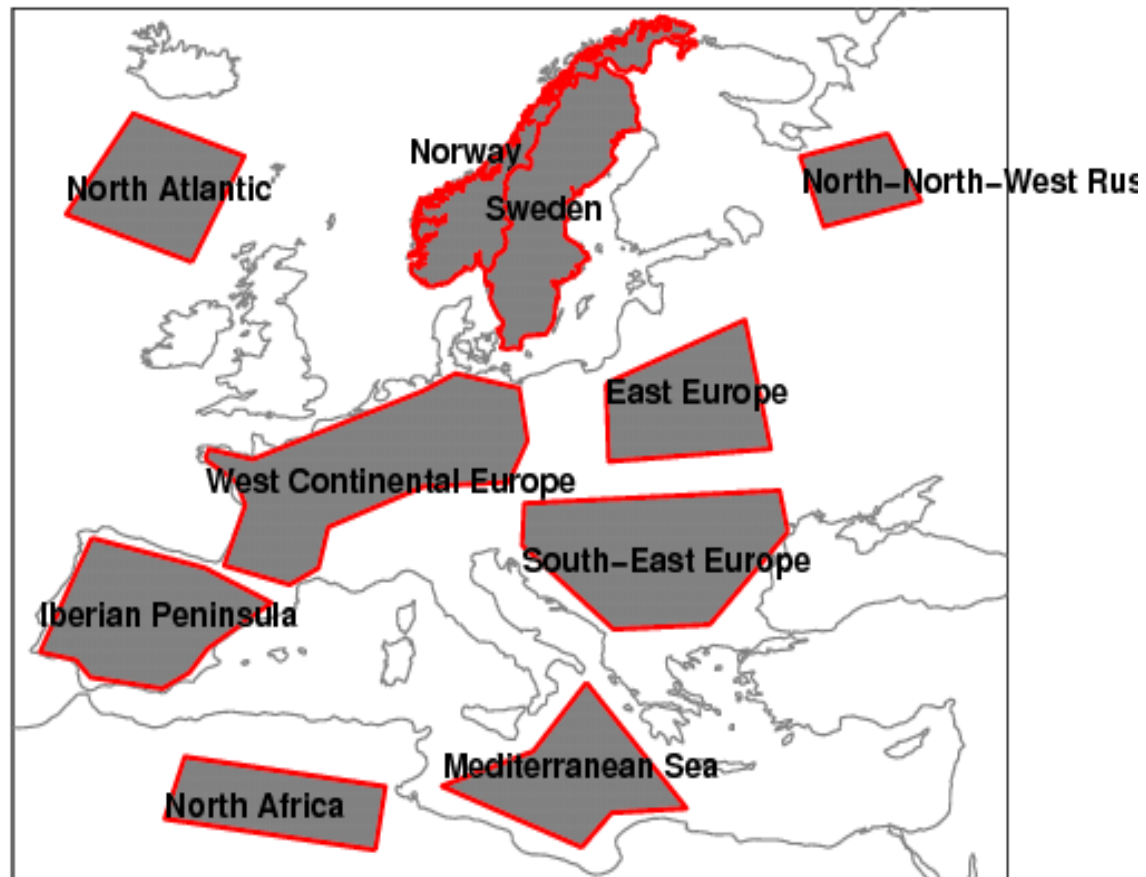 Norway
North Atlantic
North-North-West Rus
Sweden
East Europe
West Continental Europe
South-East Europe
Iberian Peninsula
Mediterranean Sea
North Africa